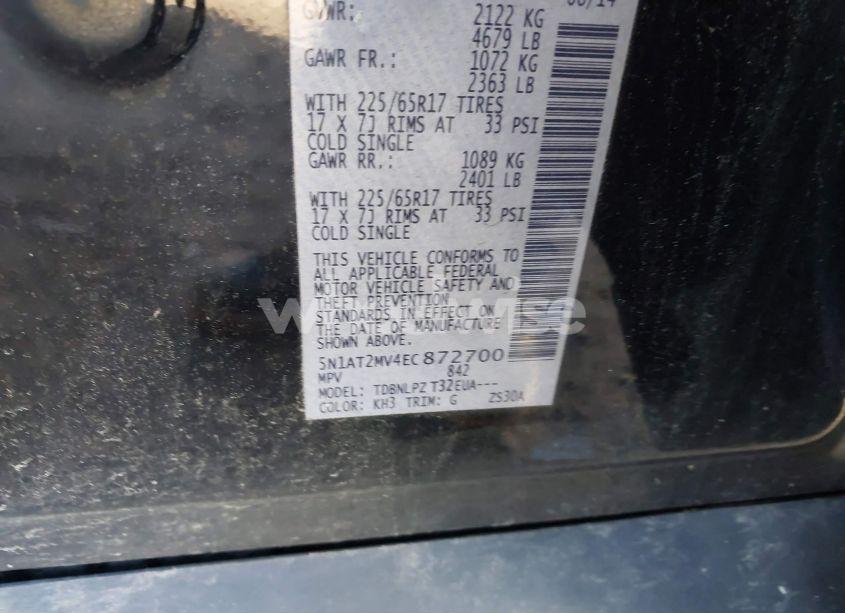 GVWR: 2122 KG
4679 LB
GAWR FR.: 1072 KG
2363 LB
WITH 225/65R17 TIRES
17 X 7J RIMS AT 33 PSI
COLD SINGLE
GAWR RR.: 1089 KG
2401 LB
WITH 225/65R17 TIRES
17 X 7J RIMS AT 33 PSI
COLD SINGLE
THIS VEHICLE CONFORMS TO
ALL APPLICABLE FEDERAL
MOTOR VEHICLE SAFETY AND
THEFT PREVENTION
STANDARDS IN EFFECT ON
THE DATE OF MANUFACTURE
SHOWN ABOVE.
5N1AT2MV4EC872700
MPV 842
MODEL: TDBNLPZ T32EUA---
COLOR: KH3 TRIM: G ZS30A